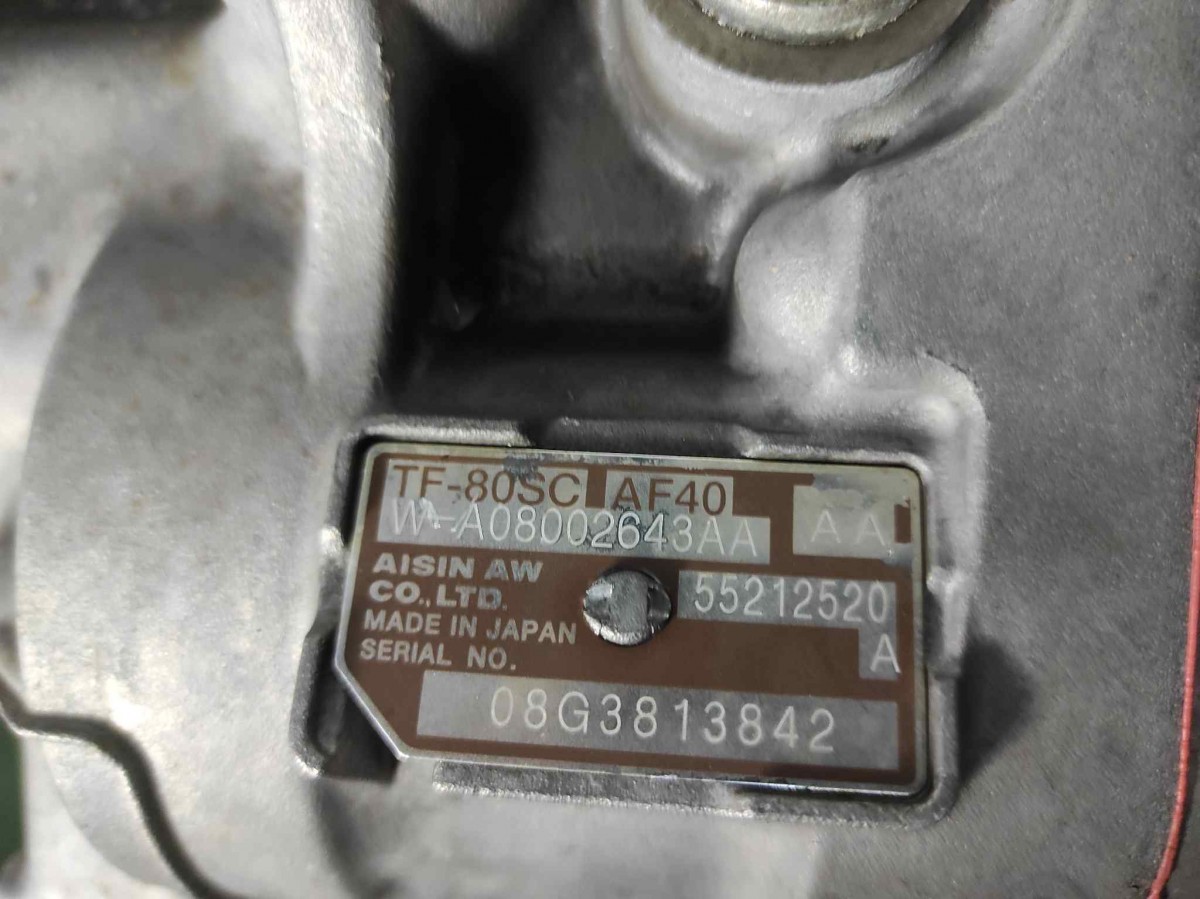 TF-80SC AF40
W-A08002643AA AA
AISIN AW
CO., LTD. 55212520
MADE IN JAPAN A
SERIAL NO.
08G3813842